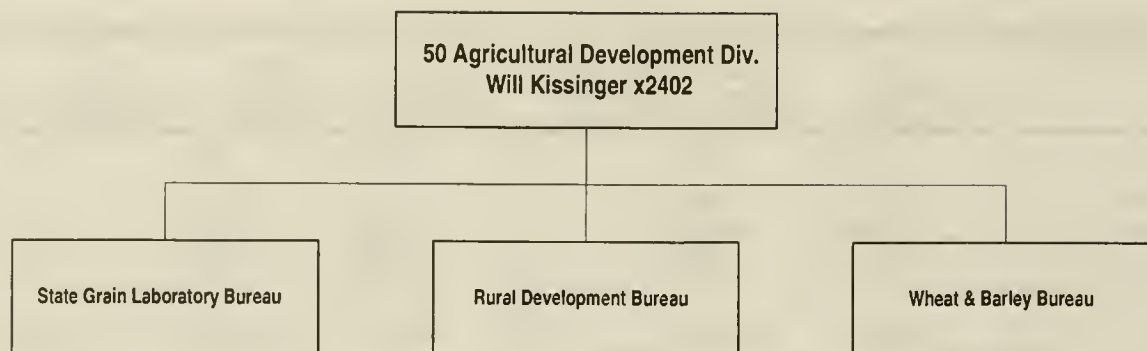 50 Agricultural Development Div.
Will Kissinger x2402
State Grain Laboratory Bureau
Rural Development Bureau
Wheat & Barley Bureau